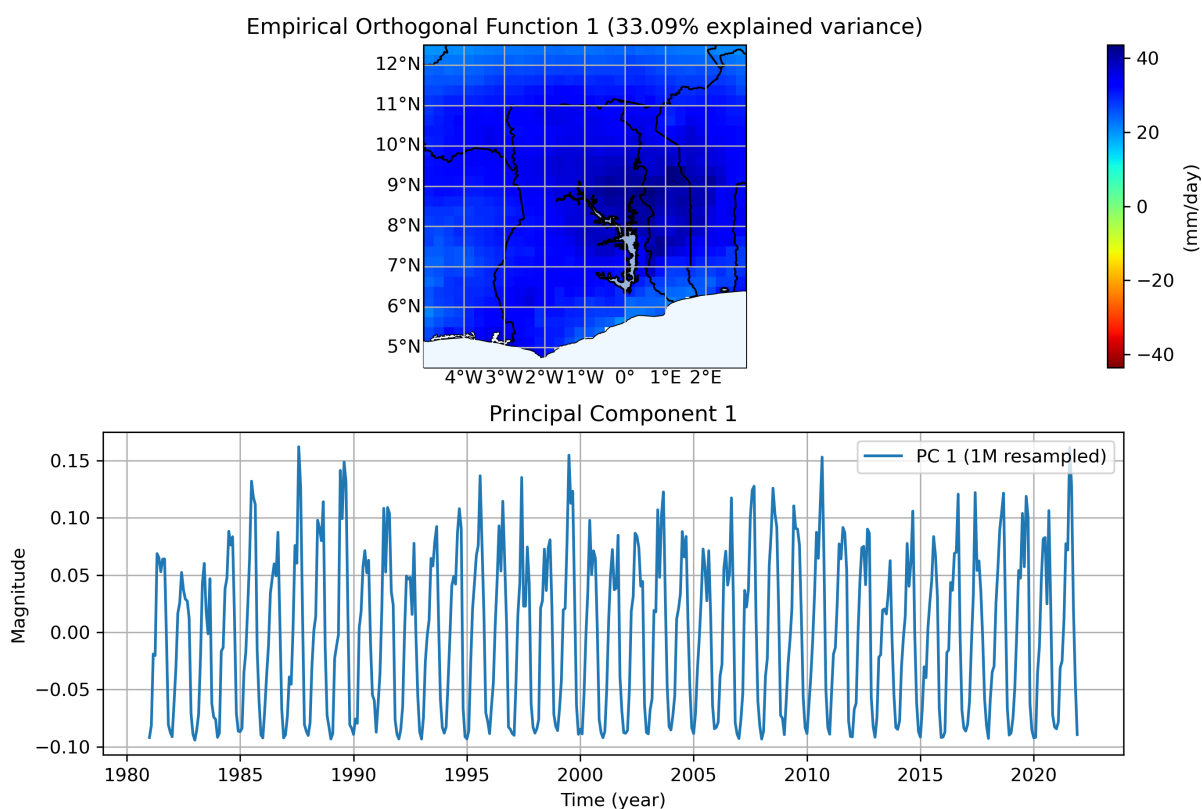 Empirical Orthogonal Function 1 (33.09% explained variance)
12°N
11°N
10°N
9°N
8°N
7°N
6°N
5°N
4°W 3°W 2°W 1°W 0° 1°E 2°E
40
20
0
−20
−40
(mm/day)
Principal Component 1
PC 1 (1M resampled)
0.15
0.10
0.05
0.00
−0.05
−0.10
Magnitude
1980 1985 1990 1995 2000 2005 2010 2015 2020
Time (year)